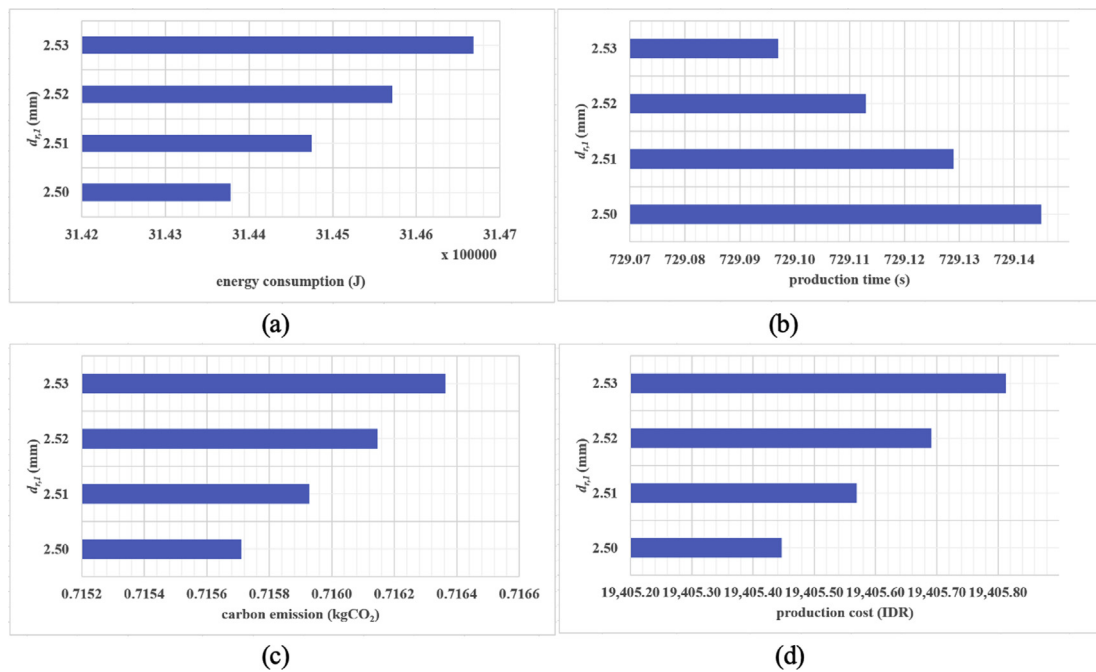 2.53
2.52
2.51
2.50
d_{r,1} (mm)
31.42 31.43 31.44 31.45 31.46 31.47
x 100000
energy consumption (J)
(a)
2.53
2.52
2.51
2.50
d_{r,1} (mm)
729.07 729.08 729.09 729.10 729.11 729.12 729.13 729.14
production time (s)
(b)
2.53
2.52
2.51
2.50
d_{r,1} (mm)
0.7152 0.7154 0.7156 0.7158 0.7160 0.7162 0.7164 0.7166
carbon emission (kgCO₂)
(c)
2.53
2.52
2.51
2.50
d_{r,1} (mm)
19,405.20 19,405.30 19,405.40 19,405.50 19,405.60 19,405.70 19,405.80
production cost (IDR)
(d)